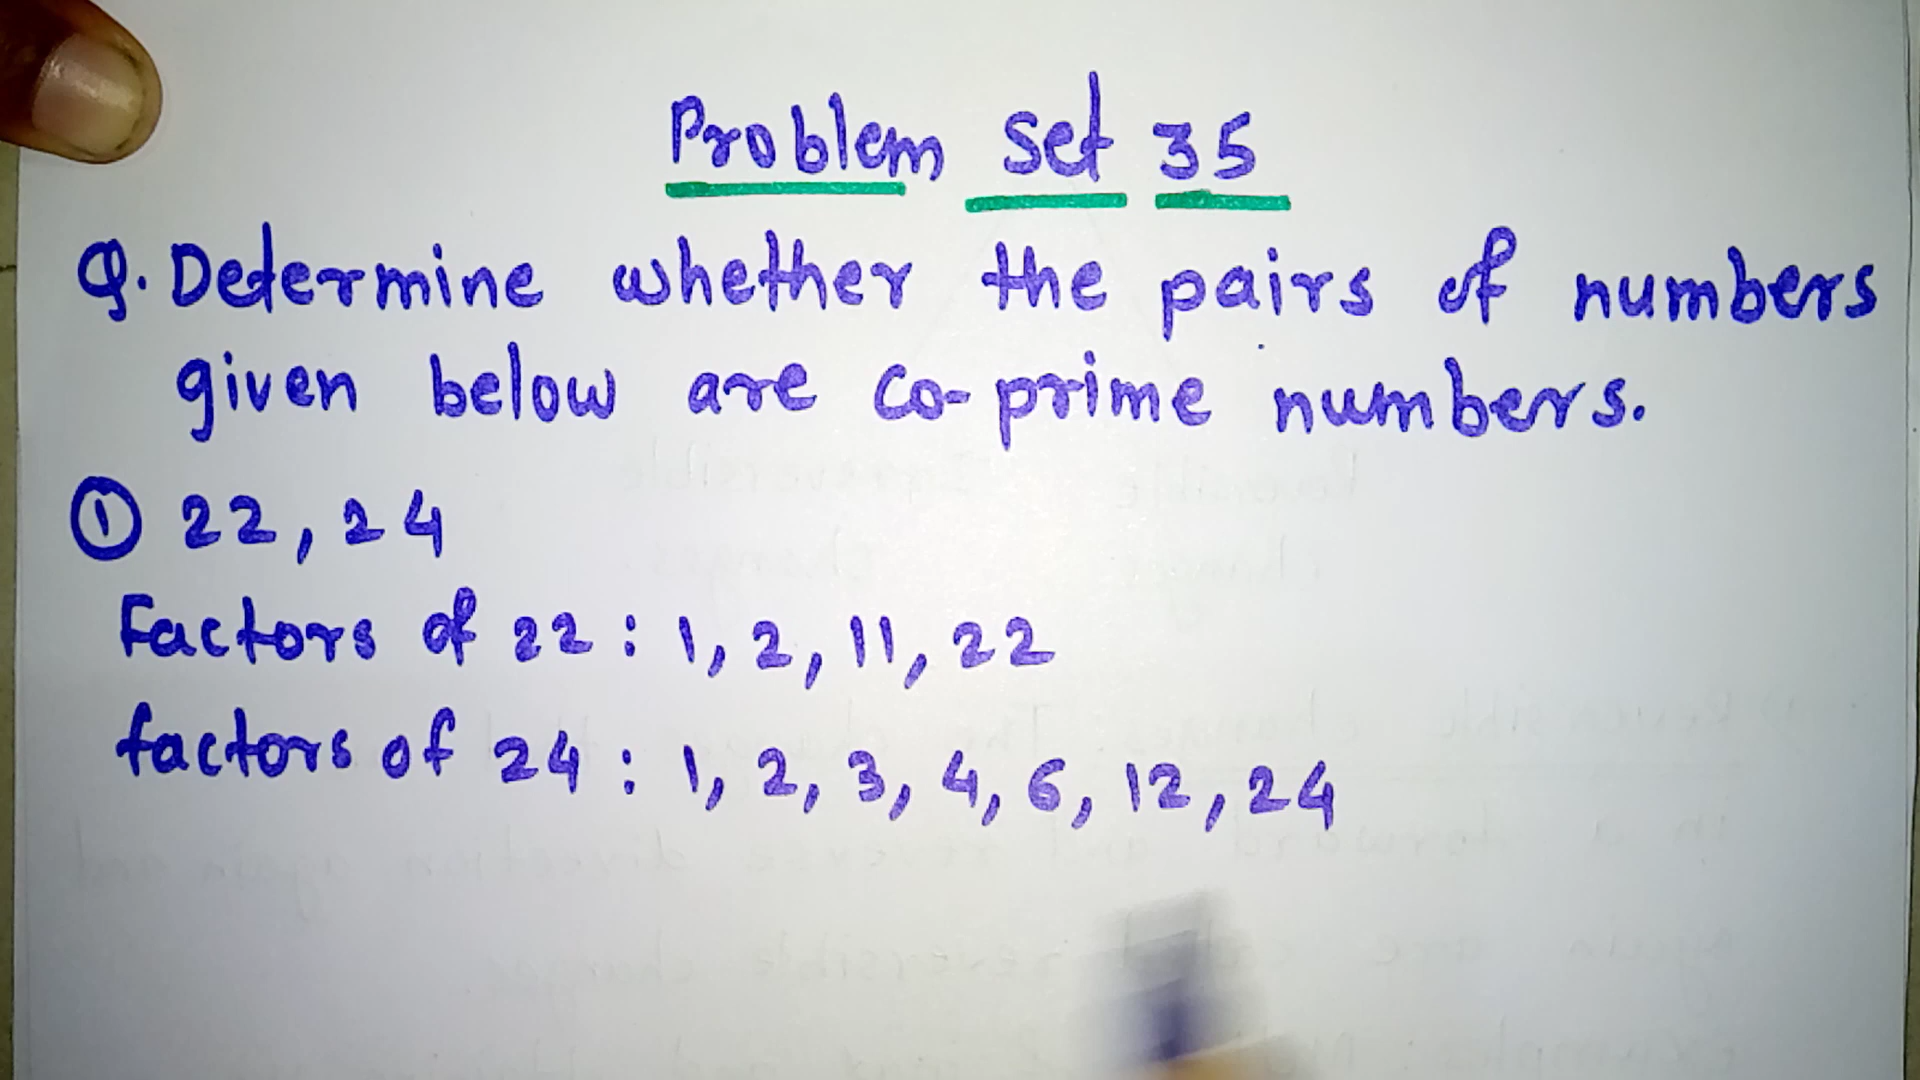 Problem Set 35
Q. Determine whether the pairs of numbers
given below are co-prime numbers.
① 22, 24
Factors of 22 : 1, 2, 11, 22
factors of 24 : 1, 2, 3, 4, 6, 12, 24